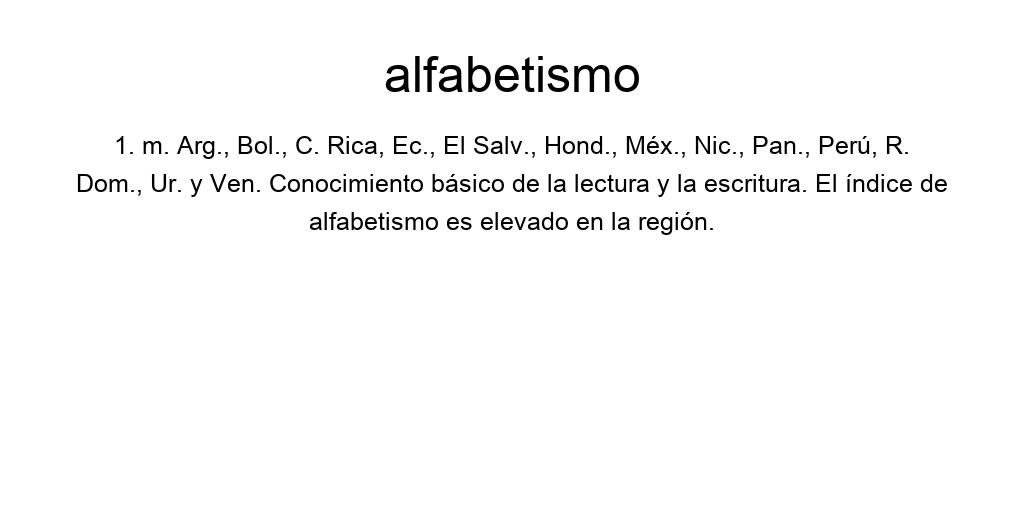 alfabetismo
1. m. Arg., Bol., C. Rica, Ec., El Salv., Hond., Méx., Nic., Pan., Perú, R.
Dom., Ur. y Ven. Conocimiento básico de la lectura y la escritura. El índice de
alfabetismo es elevado en la región.